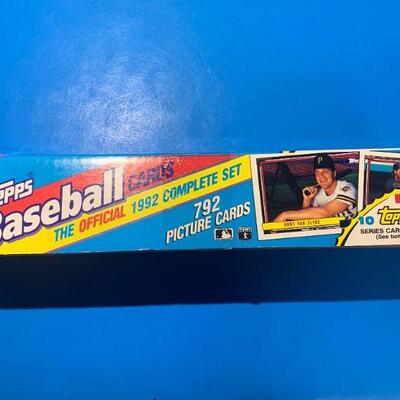 TOPPS
Baseball
CARDS
THE OFFICIAL 1992 COMPLETE SET
792
PICTURE CARDS
ANDY VAN SLYKE
10
TOPPS
SERIES CAR
(See bot